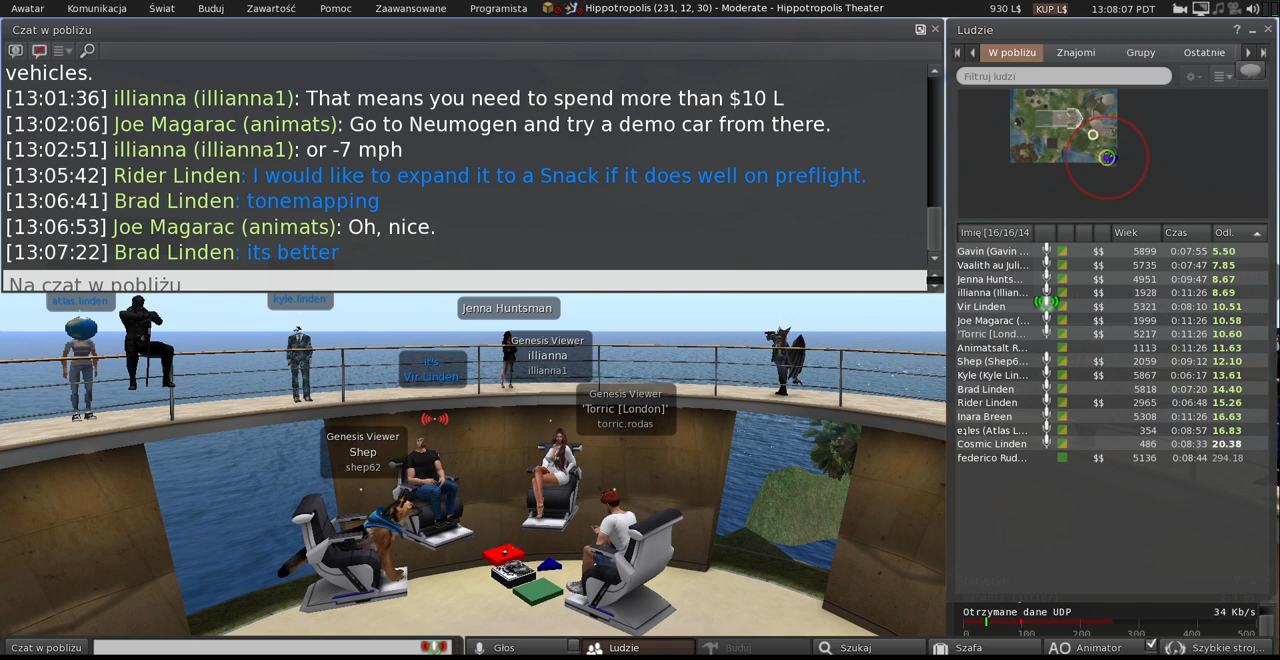 Awatar Komunikacja Świat Buduj Zawartość Pomoc Zaawansowane Programista Hippotropolis (231, 12, 30) - Moderate - Hippotropolis Theater 930 L$ KUP L$ 13:08:07 PDT
Czat w pobliżu
vehicles.
[13:01:36] illianna (illianna1): That means you need to spend more than $10 L
[13:02:06] Joe Magarac (animats): Go to Neumogen and try a demo car from there.
[13:02:51] illianna (illianna1): or -7 mph
[13:05:42] Rider Linden: I would like to expand it to a Snack if it does well on preflight.
[13:06:41] Brad Linden: tonemapping
[13:06:53] Joe Magarac (animats): Oh, nice.
[13:07:22] Brad Linden: its better
Na czat w pobliżu
atlas.linden
kyle.linden
Jenna Huntsman
Genesis Viewer
illianna
illianna1
it's
Vir Linden
Genesis Viewer
'Torric [London]'
torric.rodas
Genesis Viewer
Shep
shep62
Ludzie
W pobliżu Znajomi Grupy Ostatnie
Filtruj ludzi
Imię [16/16/14 Wiek Czas Odl.
Gavin (Gavin ... $$ 5899 0:07:55 5.50
Vaalith au Juli... $$ 5735 0:07:47 7.85
Jenna Hunts... $$ 4951 0:09:47 8.67
illianna (Illian... $$ 1928 0:11:26 8.69
Vir Linden $$ 5321 0:08:10 10.51
Joe Magarac (... $$ 1999 0:11:26 10.58
'Torric [Lond... $$ 5217 0:11:26 10.60
Animatsalt R... 1113 0:11:26 11.63
Shep (Shep6... $$ 2059 0:09:12 12.10
Kyle (Kyle Lin... $$ 5867 0:06:17 13.61
Brad Linden 5818 0:07:20 14.40
Rider Linden $$ 2965 0:06:48 15.26
Inara Breen 5308 0:11:26 16.63
(Atlas L... 354 0:08:57 16.83
Cosmic Linden 486 0:08:33 20.38
federico Rud... $$ 5136 0:08:44 294.18
Otrzymane dane UDP 34 Kb/s
0 100 200 300 400 500
Czat w pobliżu Głos Ludzie Buduj Szukaj Szafa AO Animator Szybkie stroj...